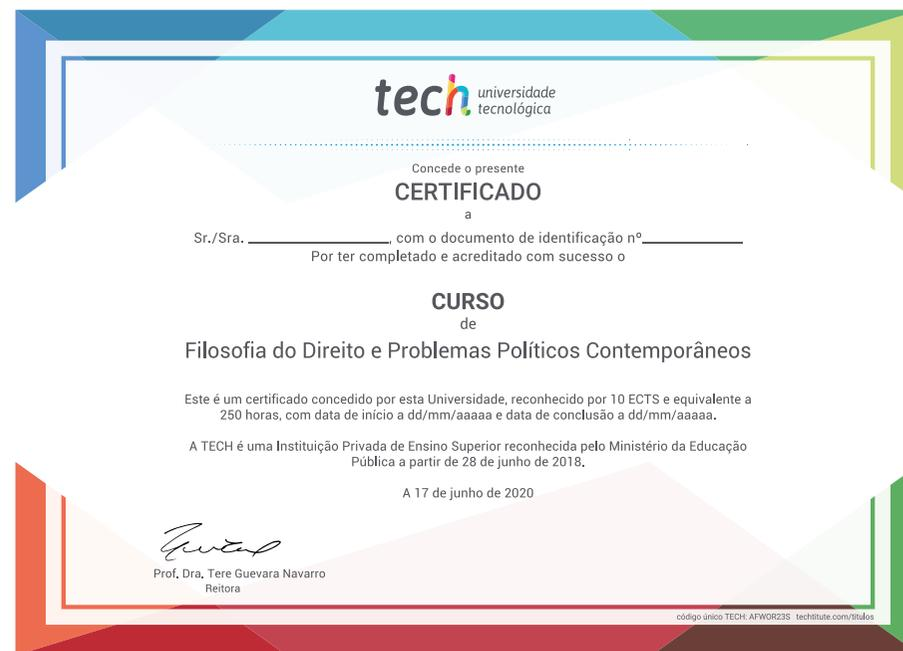 tech universidade
tecnológica
Concede o presente
CERTIFICADO
a
Sr./Sra. ____________, com o documento de identificação nº____________
Por ter completado e acreditado com sucesso o
CURSO
de
Filosofia do Direito e Problemas Políticos Contemporâneos
Este é um certificado concedido por esta Universidade, reconhecido por 10 ECTS e equivalente a
250 horas, com data de início a dd/mm/aaaaa e data de conclusão a dd/mm/aaaaa.
A TECH é uma Instituição Privada de Ensino Superior reconhecida pelo Ministério da Educação
Pública a partir de 28 de junho de 2018.
A 17 de junho de 2020
Prof. Dra. Tere Guevara Navarro
Reitora
código único TECH: AFWOR23S techtitute.com/titulos